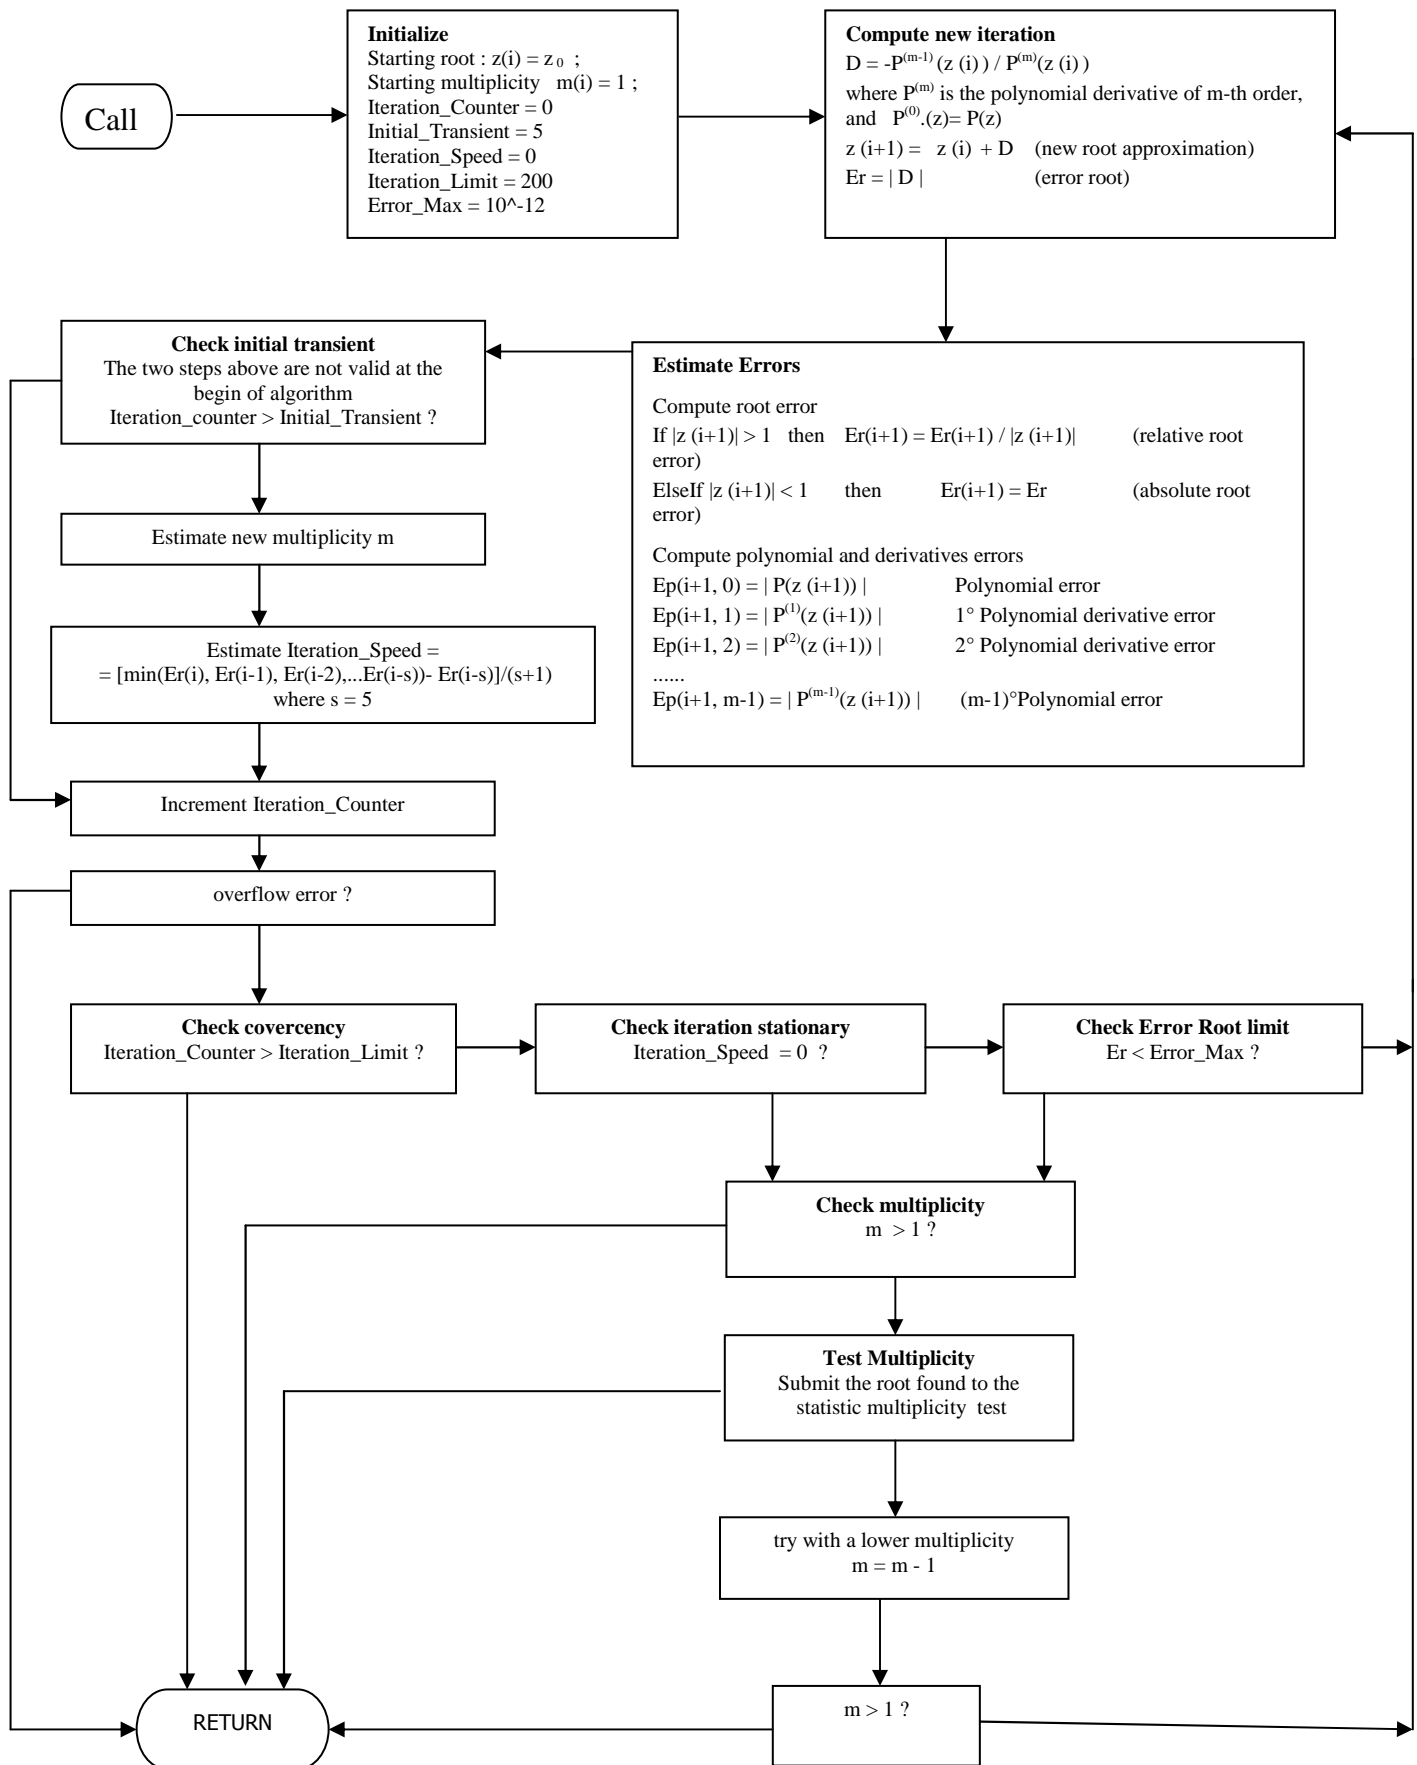 Call
Initialize
Starting root : z(i) = z 0 ;
Starting multiplicity m(i) = 1 ;
Iteration_Counter = 0
Initial_Transient = 5
Iteration_Speed = 0
Iteration_Limit = 200
Error_Max = 10^-12
Compute new iteration
D = -P(m-1) (z (i) ) / P(m)(z (i) )
where P(m) is the polynomial derivative of m-th order,
and P(0).(z)= P(z)
z (i+1) = z (i) + D (new root approximation)
Er = | D | (error root)
Check initial transient
The two steps above are not valid at the
begin of algorithm
Iteration_counter > Initial_Transient ?
Estimate Errors
Compute root error
If |z (i+1)| > 1 then Er(i+1) = Er(i+1) / |z (i+1)| (relative root
error)
ElseIf |z (i+1)| < 1 then Er(i+1) = Er (absolute root
error)
Compute polynomial and derivatives errors
Ep(i+1, 0) = | P(z (i+1)) | Polynomial error
Ep(i+1, 1) = | P(1)(z (i+1)) | 1° Polynomial derivative error
Ep(i+1, 2) = | P(2)(z (i+1)) | 2° Polynomial derivative error
......
Ep(i+1, m-1) = | P(m-1)(z (i+1)) | (m-1)°Polynomial error
Estimate new multiplicity m
Estimate Iteration_Speed =
= [min(Er(i), Er(i-1), Er(i-2),...Er(i-s))- Er(i-s)]/(s+1)
where s = 5
Increment Iteration_Counter
overflow error ?
Check covercency
Iteration_Counter > Iteration_Limit ?
Check iteration stationary
Iteration_Speed = 0 ?
Check Error Root limit
Er < Error_Max ?
Check multiplicity
m > 1 ?
Test Multiplicity
Submit the root found to the
statistic multiplicity test
try with a lower multiplicity
m = m - 1
m > 1 ?
RETURN